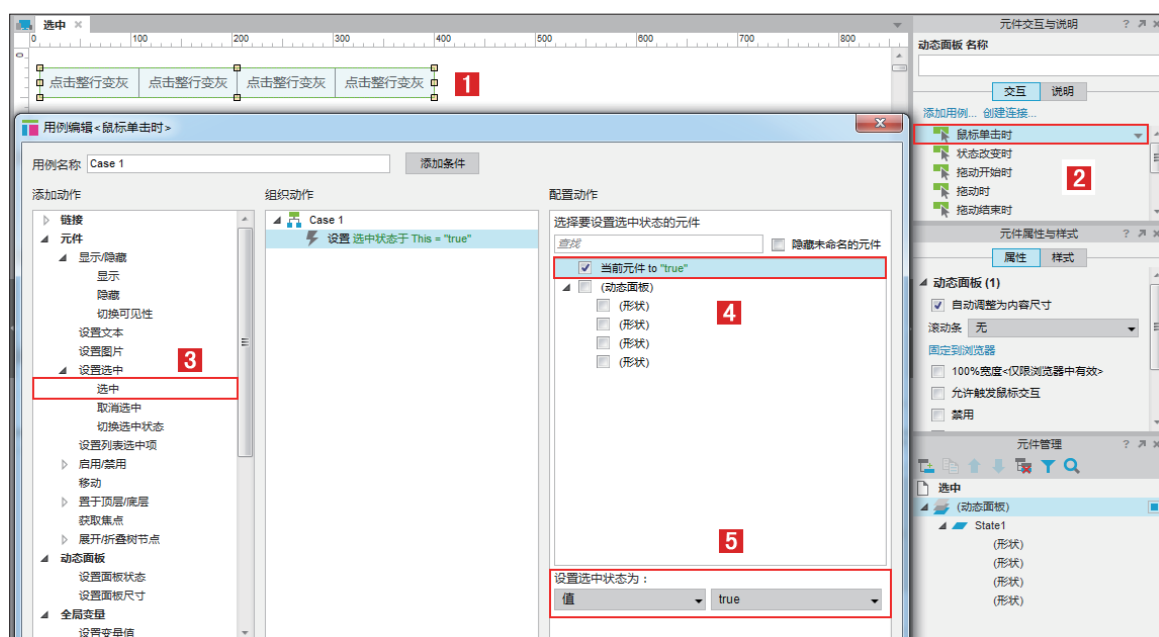 选中
0 100 200 300 400 500 600 700 800
0
点击整行变灰 点击整行变灰 点击整行变灰 点击整行变灰
1
用例编辑<鼠标单击时>
用例名称 Case 1 添加条件
添加动作 组织动作 配置动作
链接
元件
显示/隐藏
显示
隐藏
切换可见性
设置文本
设置图片
3
设置选中
选中
取消选中
切换选中状态
设置列表选中项
启用/禁用
移动
置于顶层/底层
获取焦点
展开/折叠树节点
动态面板
设置面板状态
设置面板尺寸
全局变量
设置变量值
Case 1
设置 选中状态于 This = "true"
选择要设置选中状态的元件
查找 隐藏未命名的元件
当前元件 to "true"
(动态面板)
(形状)
(形状)
(形状)
(形状)
4
5
设置选中状态为：
值 true
元件交互与说明 ?
动态面板 名称
交互 说明
添加用例... 创建连接...
鼠标单击时
状态改变时
拖动开始时
拖动时
拖动结束时
2
元件属性与样式 ?
属性 样式
动态面板 (1)
自动调整为内容尺寸
滚动条 无
固定到浏览器
100%宽度<仅限浏览器中有效>
允许触发鼠标交互
禁用
元件管理 ?
选中
(动态面板)
State1
(形状)
(形状)
(形状)
(形状)